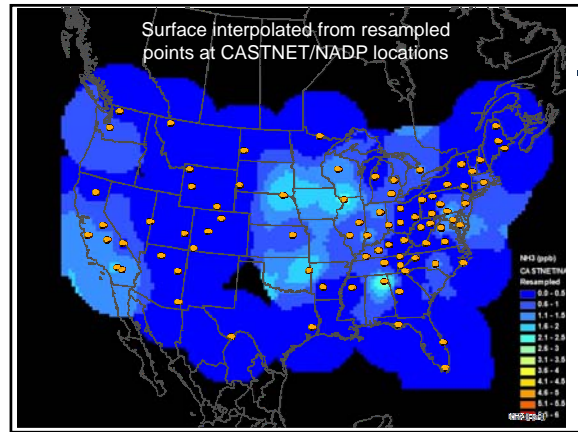 Surface interpolated from resampled
points at CASTNET/NADP locations
NH3 (ppb)
CASTNET/NA
Resampled
0.0 - 0.5
0.6 - 1
1.1 - 1.5
1.6 - 2
2.1 - 2.5
2.6 - 3
3.1 - 3.5
3.6 - 4
4.1 - 4.5
4.6 - 5
5.1 - 5.5